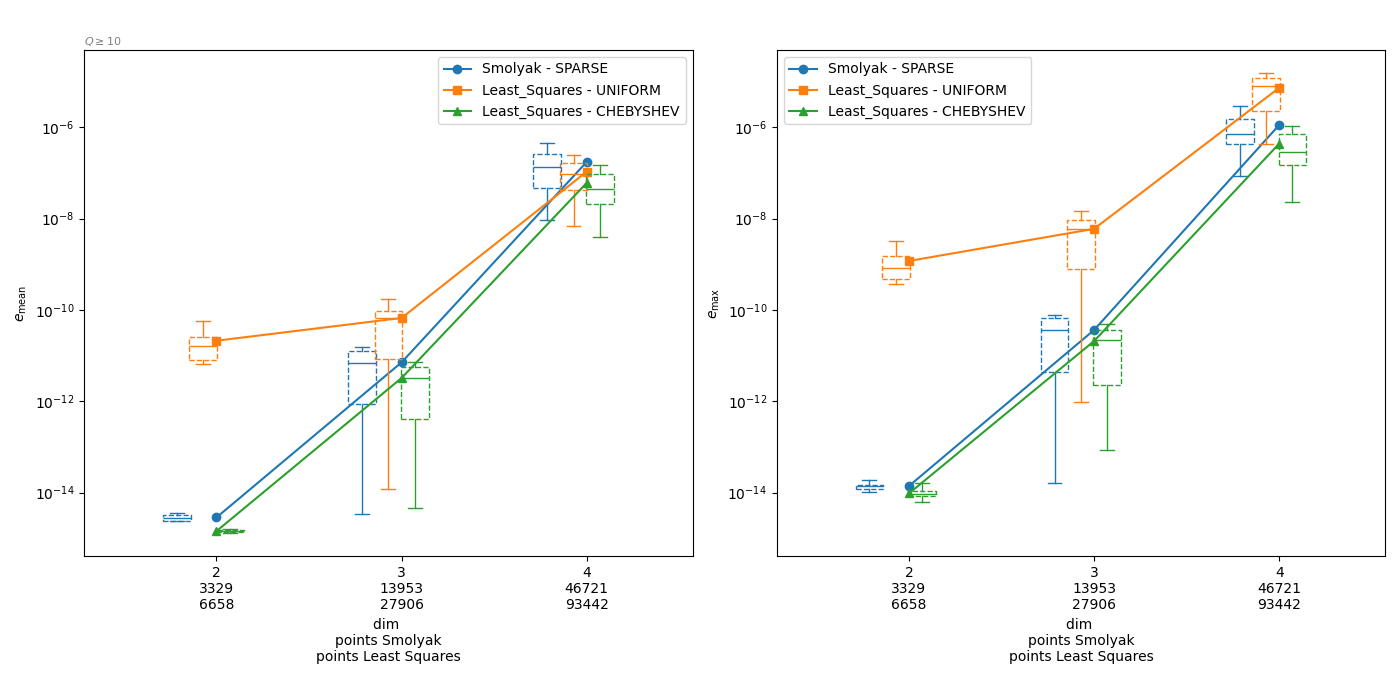 Q ≥ 10
Smolyak - SPARSE
Least_Squares - UNIFORM
Least_Squares - CHEBYSHEV
e_mean
10⁻⁶
10⁻⁸
10⁻¹⁰
10⁻¹²
10⁻¹⁴
2 3 4
3329 13953 46721
6658 27906 93442
dim
points Smolyak
points Least Squares
Smolyak - SPARSE
Least_Squares - UNIFORM
Least_Squares - CHEBYSHEV
e_max
10⁻⁶
10⁻⁸
10⁻¹⁰
10⁻¹²
10⁻¹⁴
2 3 4
3329 13953 46721
6658 27906 93442
dim
points Smolyak
points Least Squares